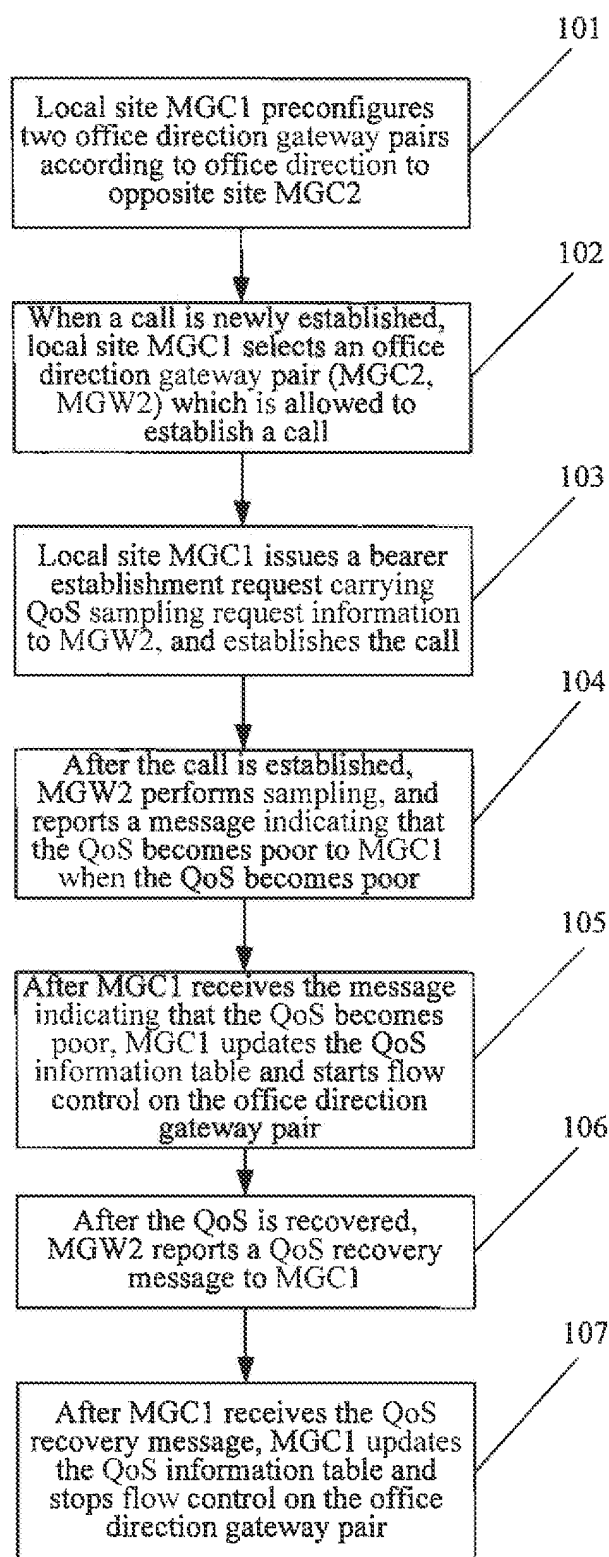 101
Local site MGC1 preconfigures
two office direction gateway pairs
according to office direction to
opposite site MGC2
102
When a call is newly established,
local site MGC1 selects an office
direction gateway pair (MGC2,
MGW2) which is allowed to
establish a call
103
Local site MGC1 issues a bearer
establishment request carrying
QoS sampling request information
to MGW2, and establishes the call
104
After the call is established,
MGW2 performs sampling, and
reports a message indicating that
the QoS becomes poor to MGC1
when the QoS becomes poor
105
After MGC1 receives the message
indicating that the QoS becomes
poor, MGC1 updates the QoS
information table and starts flow
control on the office direction
gateway pair
106
After the QoS is recovered,
MGW2 reports a QoS recovery
message to MGC1
107
After MGC1 receives the QoS
recovery message, MGC1 updates
the QoS information table and
stops flow control on the office
direction gateway pair